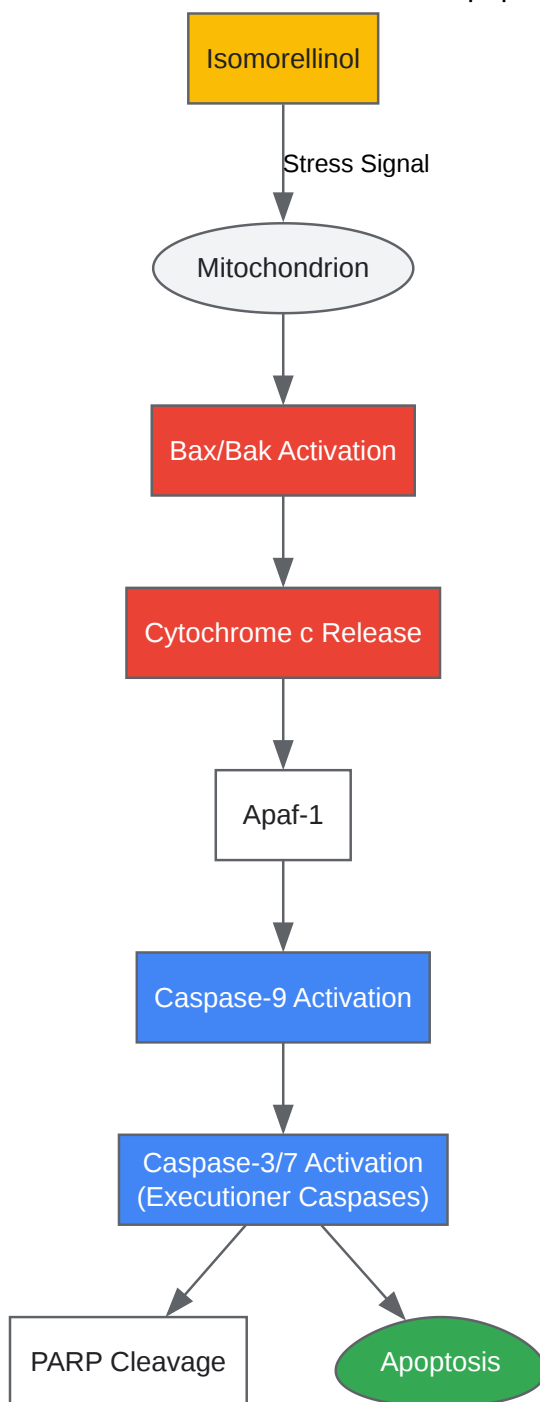 Isomorellinol
Stress Signal
Mitochondrion
Bax/Bak Activation
Cytochrome c Release
Apaf-1
Caspase-9 Activation
Caspase-3/7 Activation
(Executioner Caspases)
PARP Cleavage
Apoptosis